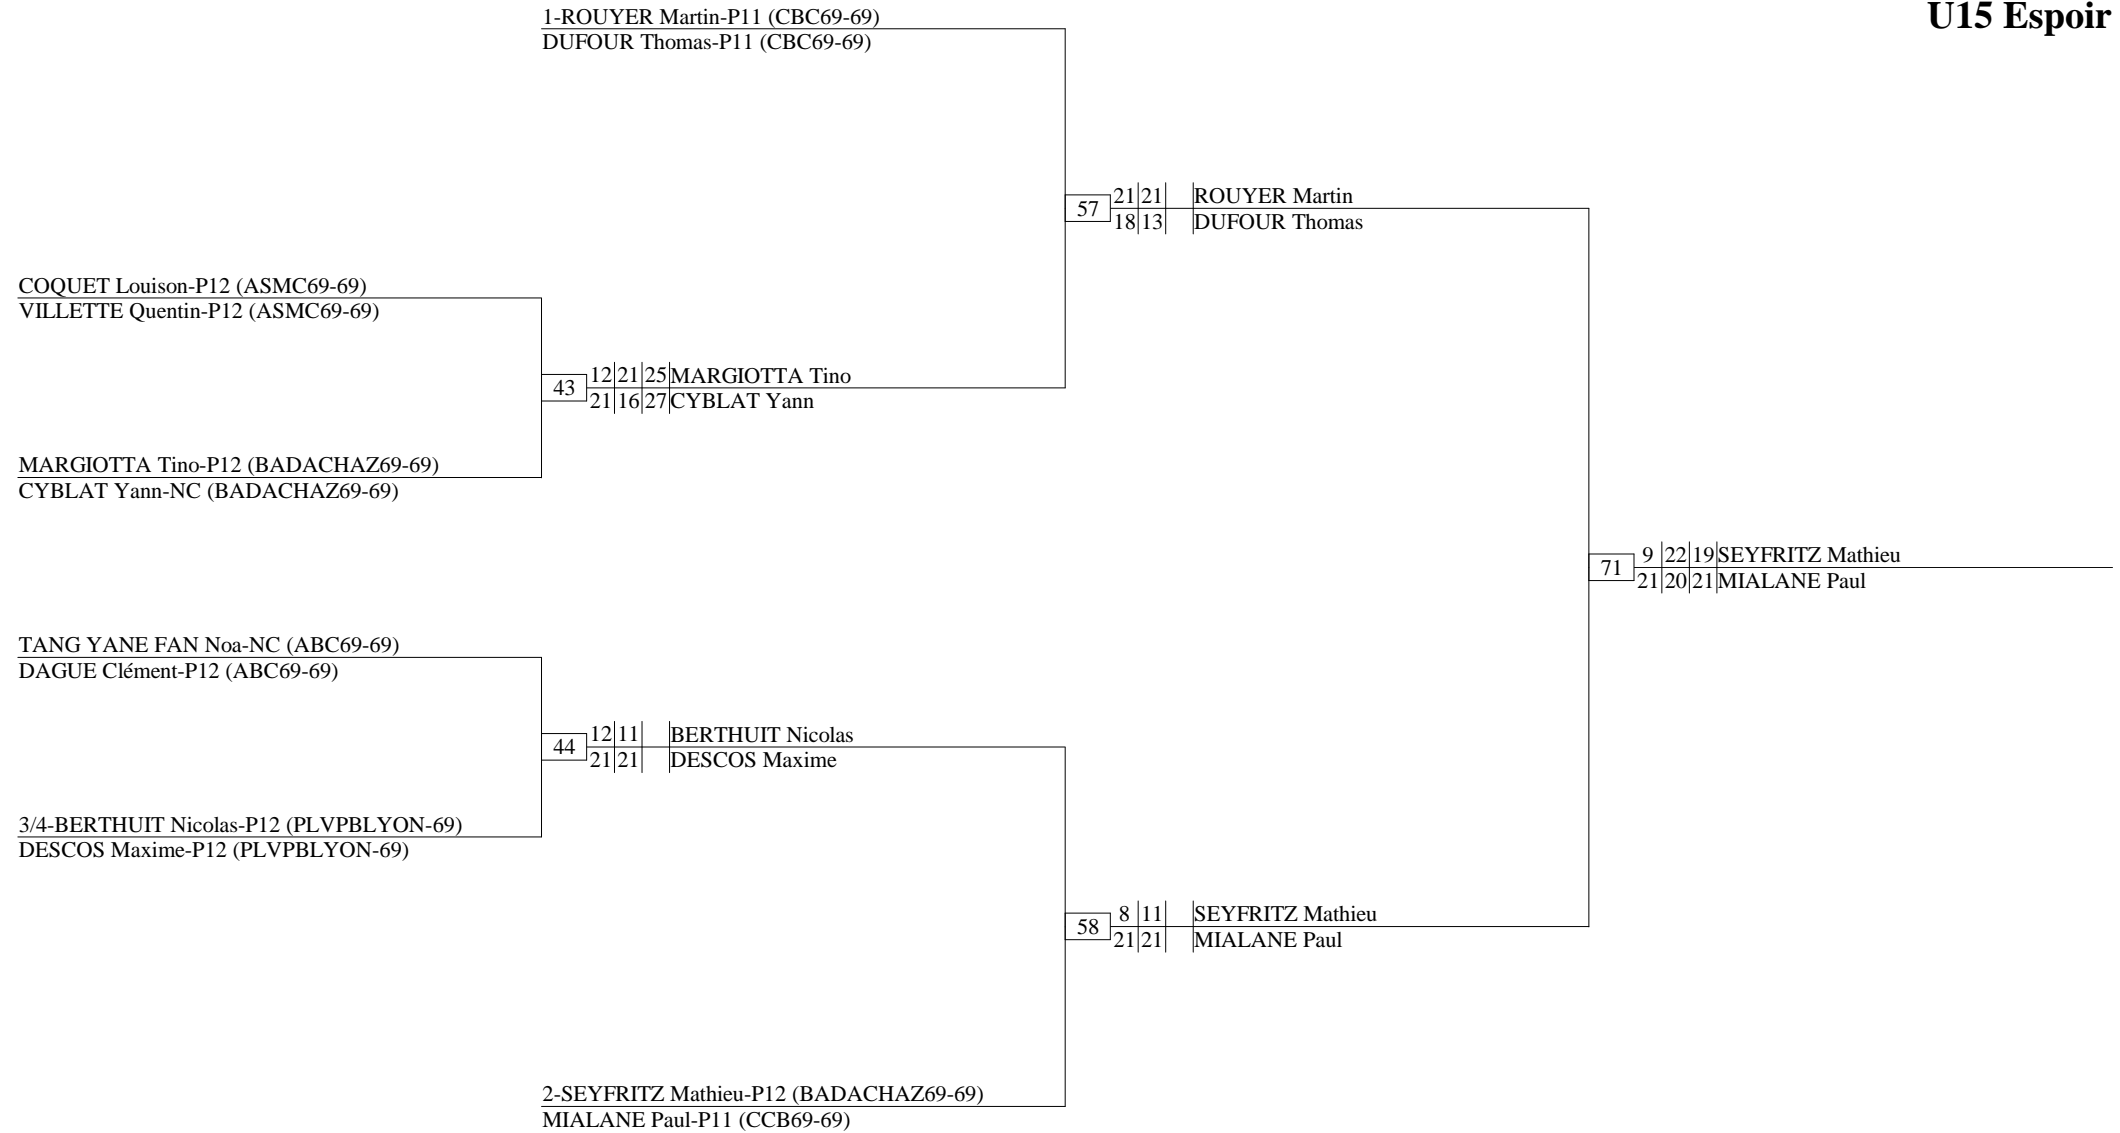 1-ROUYER Martin-P11 (CBC69-69)
DUFOUR Thomas-P11 (CBC69-69)
U15 Espoir
57
21 21 ROUYER Martin
18 13 DUFOUR Thomas
COQUET Louison-P12 (ASMC69-69)
VILLETTE Quentin-P12 (ASMC69-69)
43
12 21 25 MARGIOTTA Tino
21 16 27 CYBLAT Yann
MARGIOTTA Tino-P12 (BADACHAZ69-69)
CYBLAT Yann-NC (BADACHAZ69-69)
71
9 22 19 SEYFRITZ Mathieu
21 20 21 MIALANE Paul
TANG YANE FAN Noa-NC (ABC69-69)
DAGUE Clément-P12 (ABC69-69)
44
12 11 BERTHUIT Nicolas
21 21 DESCOS Maxime
3/4-BERTHUIT Nicolas-P12 (PLVPBLYON-69)
DESCOS Maxime-P12 (PLVPBLYON-69)
58
8 11 SEYFRITZ Mathieu
21 21 MIALANE Paul
2-SEYFRITZ Mathieu-P12 (BADACHAZ69-69)
MIALANE Paul-P11 (CCB69-69)